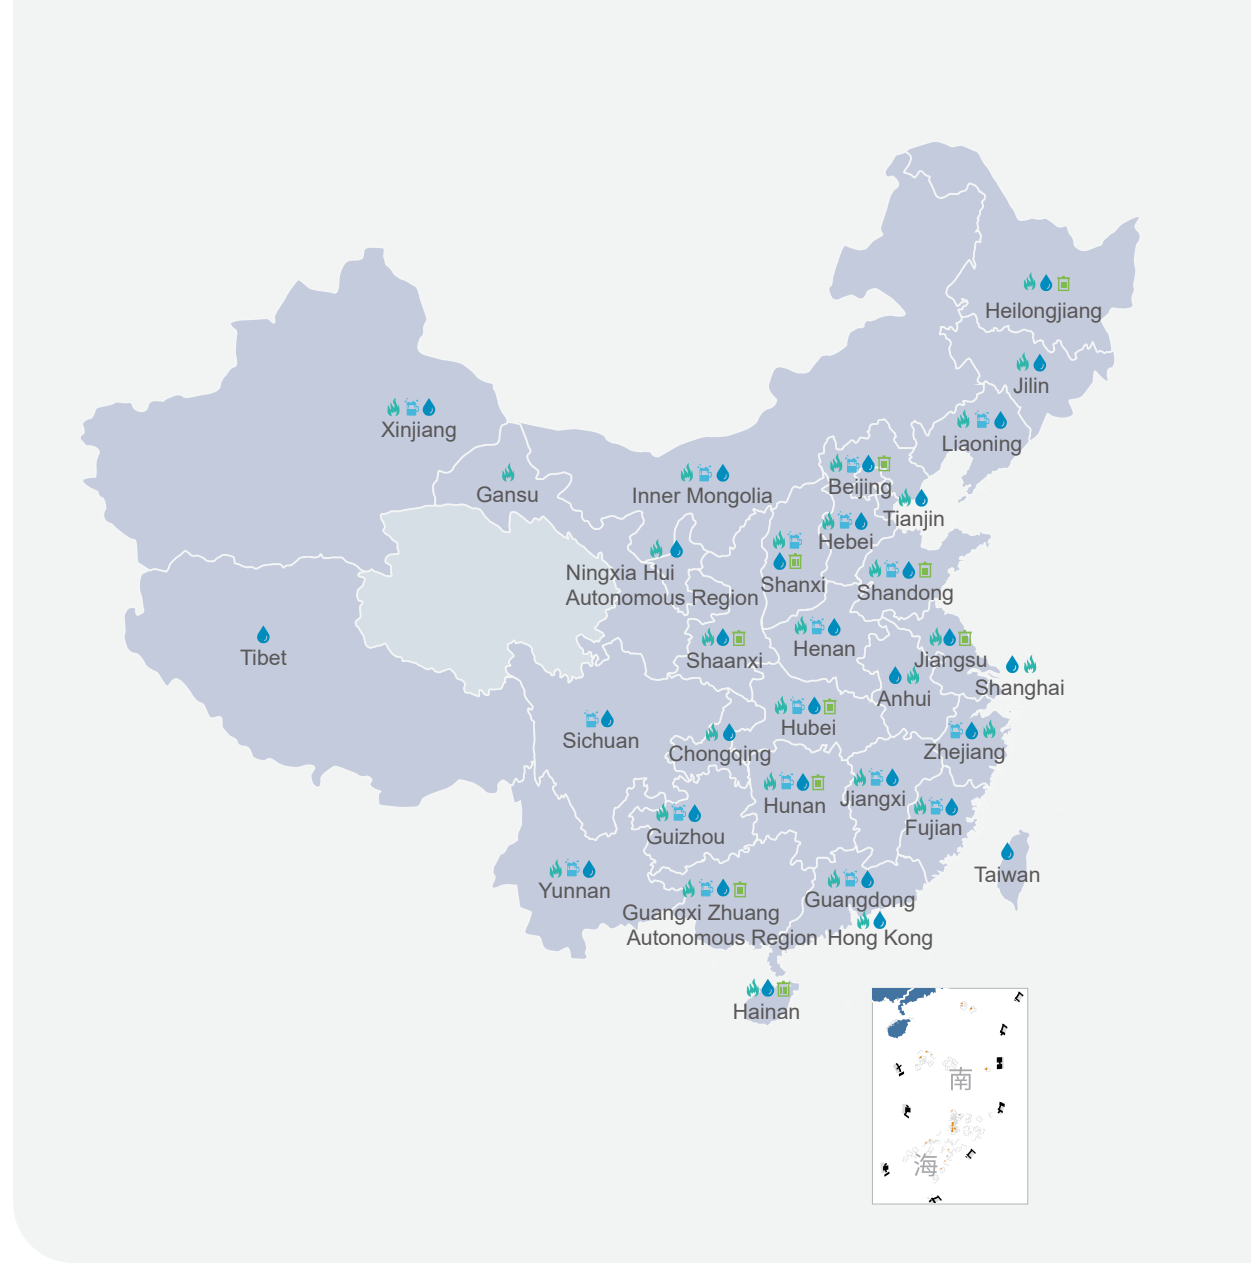 Heilongjiang
Jilin
Xinjiang
Liaoning
Gansu
Inner Mongolia
Beijing
Tianjin
Hebei
Ningxia Hui
Autonomous Region
Shanxi
Shandong
Tibet
Shaanxi
Henan
Jiangsu
Anhui
Shanghai
Sichuan
Hubei
Chongqing
Zhejiang
Hunan
Jiangxi
Guizhou
Fujian
Yunnan
Taiwan
Guangxi Zhuang
Autonomous Region
Guangdong
Hong Kong
Hainan
南
海